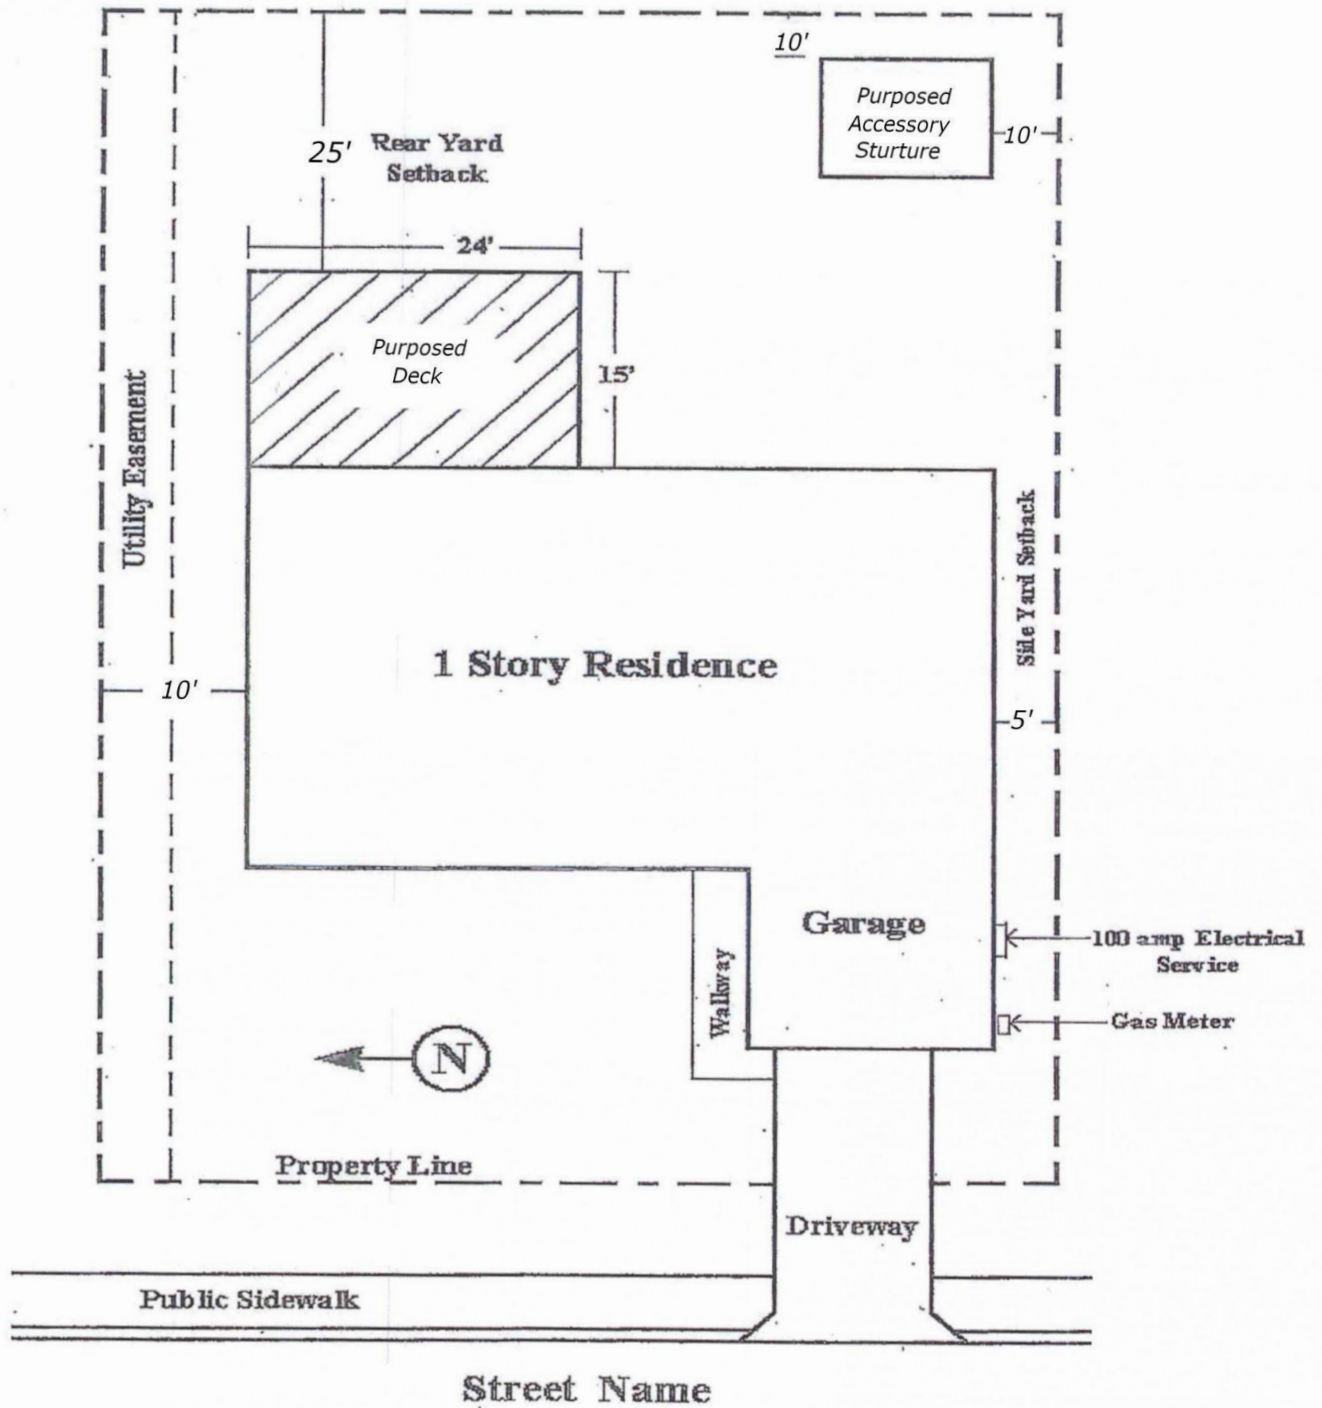 10'
Purposed
Accessory
Sturture
10'
25'
Rear Yard
Setback.
24'
Purposed
Deck
15'
Utility Easement
Side Yard Setback
1 Story Residence
10'
5'
Garage
100 amp Electrical
Service
Walkway
Gas Meter
N
Property Line
Driveway
Public Sidewalk
Street Name